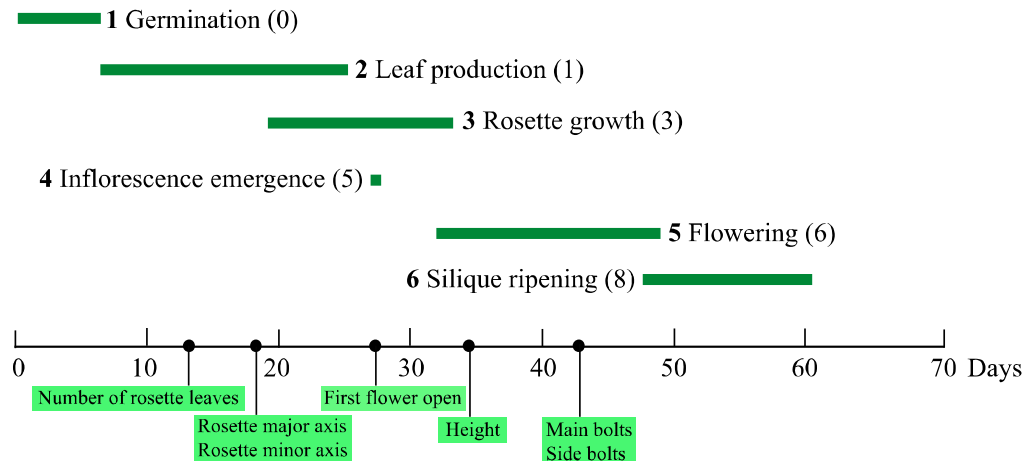 1 Germination (0)
2 Leaf production (1)
3 Rosette growth (3)
4 Inflorescence emergence (5)
5 Flowering (6)
6 Silique ripening (8)
0 10 20 30 40 50 60 70 Days
Number of rosette leaves
First flower open
Rosette major axis
Rosette minor axis
Height
Main bolts
Side bolts